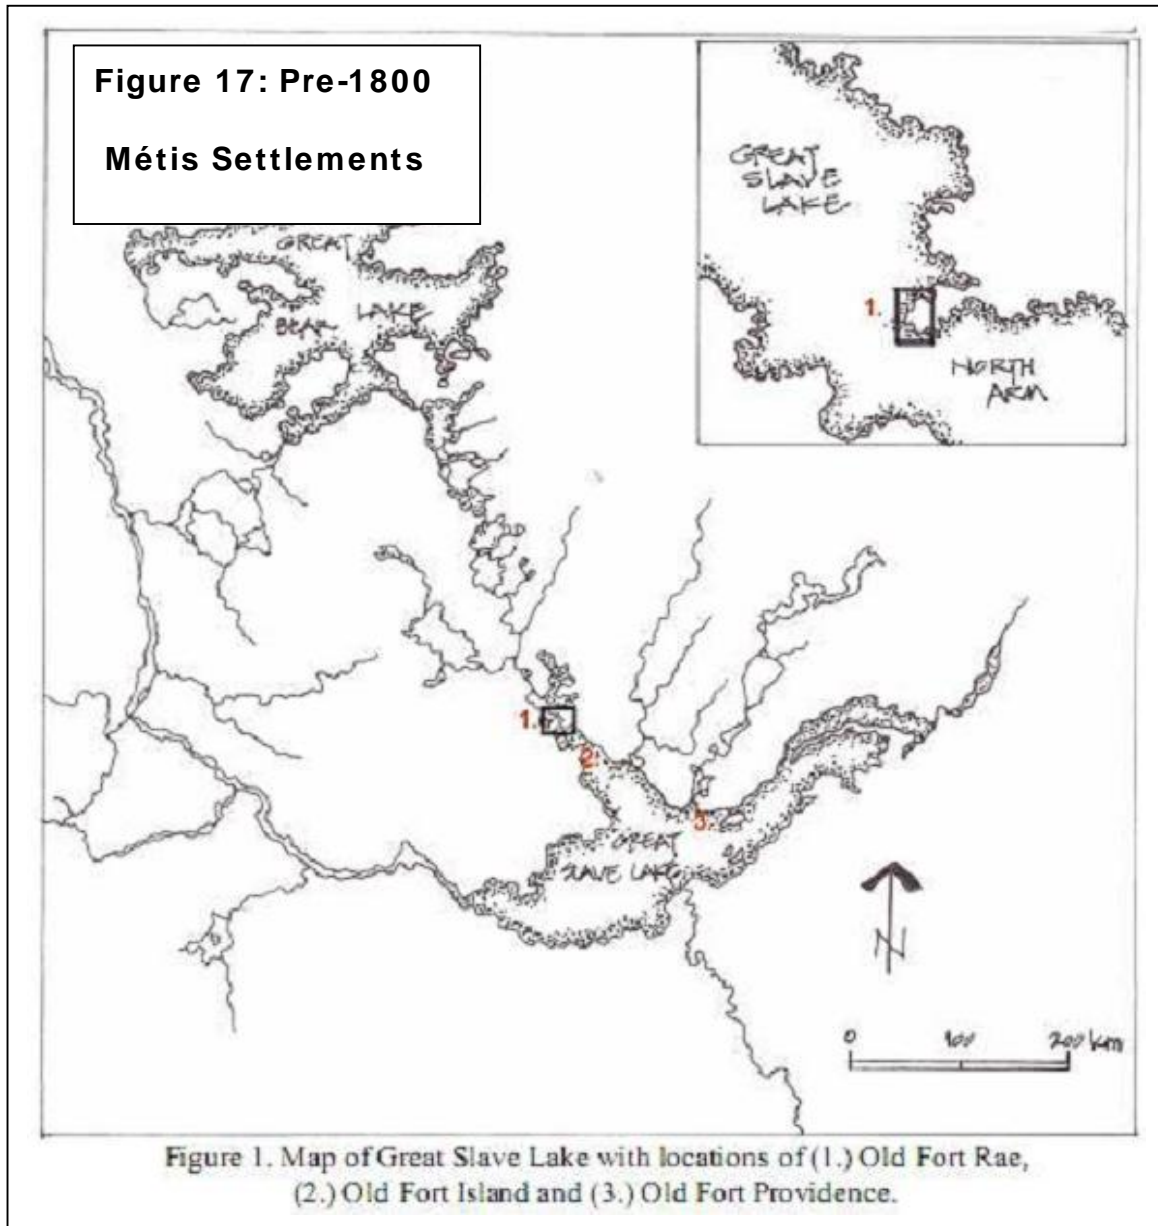 Figure 17: Pre-1800
Métis Settlements
GREAT
SLAVE
LAKE
1.
NORTH
ARM
GREAT
BEAR LAKE
1.
2.
3.
GREAT
SLAVE LAKE
N
0 100 200 km
Figure 1. Map of Great Slave Lake with locations of (1.) Old Fort Rae,
(2.) Old Fort Island and (3.) Old Fort Providence.